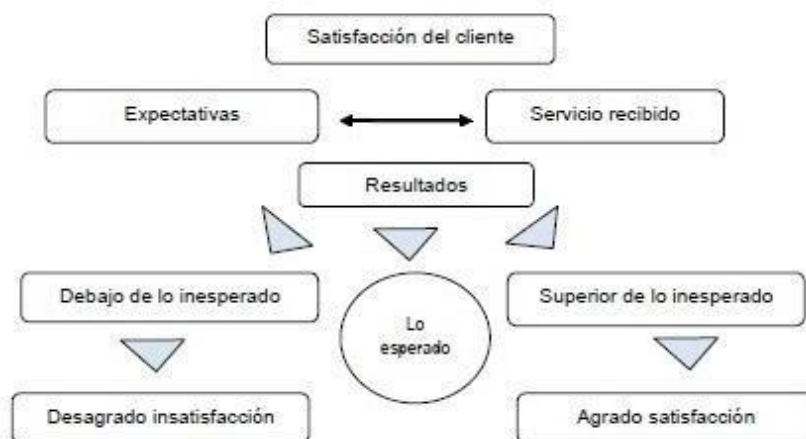 Satisfacción del cliente
Expectativas
Servicio recibido
Resultados
Debajo de lo inesperado
Lo
esperado
Superior de lo inesperado
Desagrado insatisfacción
Agrado satisfacción